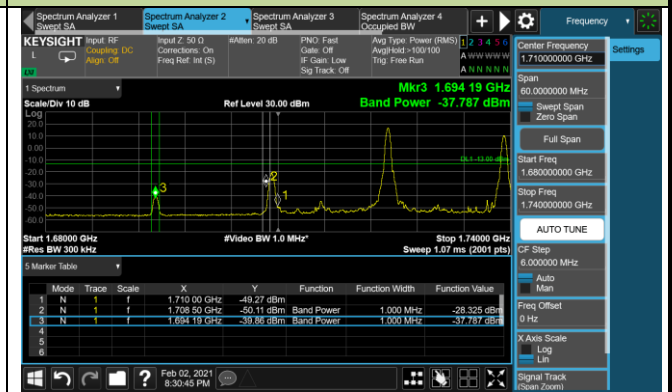 Spectrum Analyzer 1
Swept SA
Spectrum Analyzer 2
Swept SA
Spectrum Analyzer 3
Swept SA
Spectrum Analyzer 4
Occupied BW
+
Frequency
KEYSIGHT
L
Input: RF
Coupling: DC
Align: Off
Input Z: 50 Ω
Corrections: On
Freq Ref: Int (S)
#Atten: 20 dB
PNO: Fast
Gate: Off
IF Gain: Low
Sig Track: Off
Avg Type: Power (RMS)
Avg|Hold:>100/100
Trig: Free Run
1 2 3 4 5 6
A W W W W W
A N N N N N
1 Spectrum
Scale/Div 10 dB
Ref Level 30.00 dBm
Mkr3 1.694 19 GHz
Band Power -37.787 dBm
Log
20.0
10.0
0.00
-10.0
-20.0
-30.0
-40.0
-50.0
-60.0
DL1 -13.00 dBm
3
2
1
Start 1.68000 GHz
#Video BW 1.0 MHz*
Stop 1.74000 GHz
#Res BW 300 kHz
Sweep 1.07 ms (2001 pts)
5 Marker Table
Mode Trace Scale X Y Function Function Width Function Value
1 N 1 f 1.710 00 GHz -49.27 dBm
2 N 1 f 1.708 50 GHz -50.11 dBm Band Power 1.000 MHz -28.325 dBm
3 N 1 f 1.694 19 GHz -39.86 dBm Band Power 1.000 MHz -37.787 dBm
4
5
6
Feb 02, 2021
8:30:45 PM
Settings
Center Frequency
1.710000000 GHz
Span
60.0000000 MHz
Swept Span
Zero Span
Full Span
Start Freq
1.680000000 GHz
Stop Freq
1.740000000 GHz
AUTO TUNE
CF Step
6.000000 MHz
Auto
Man
Freq Offset
0 Hz
X Axis Scale
Log
Lin
Signal Track
(Span Zoom)